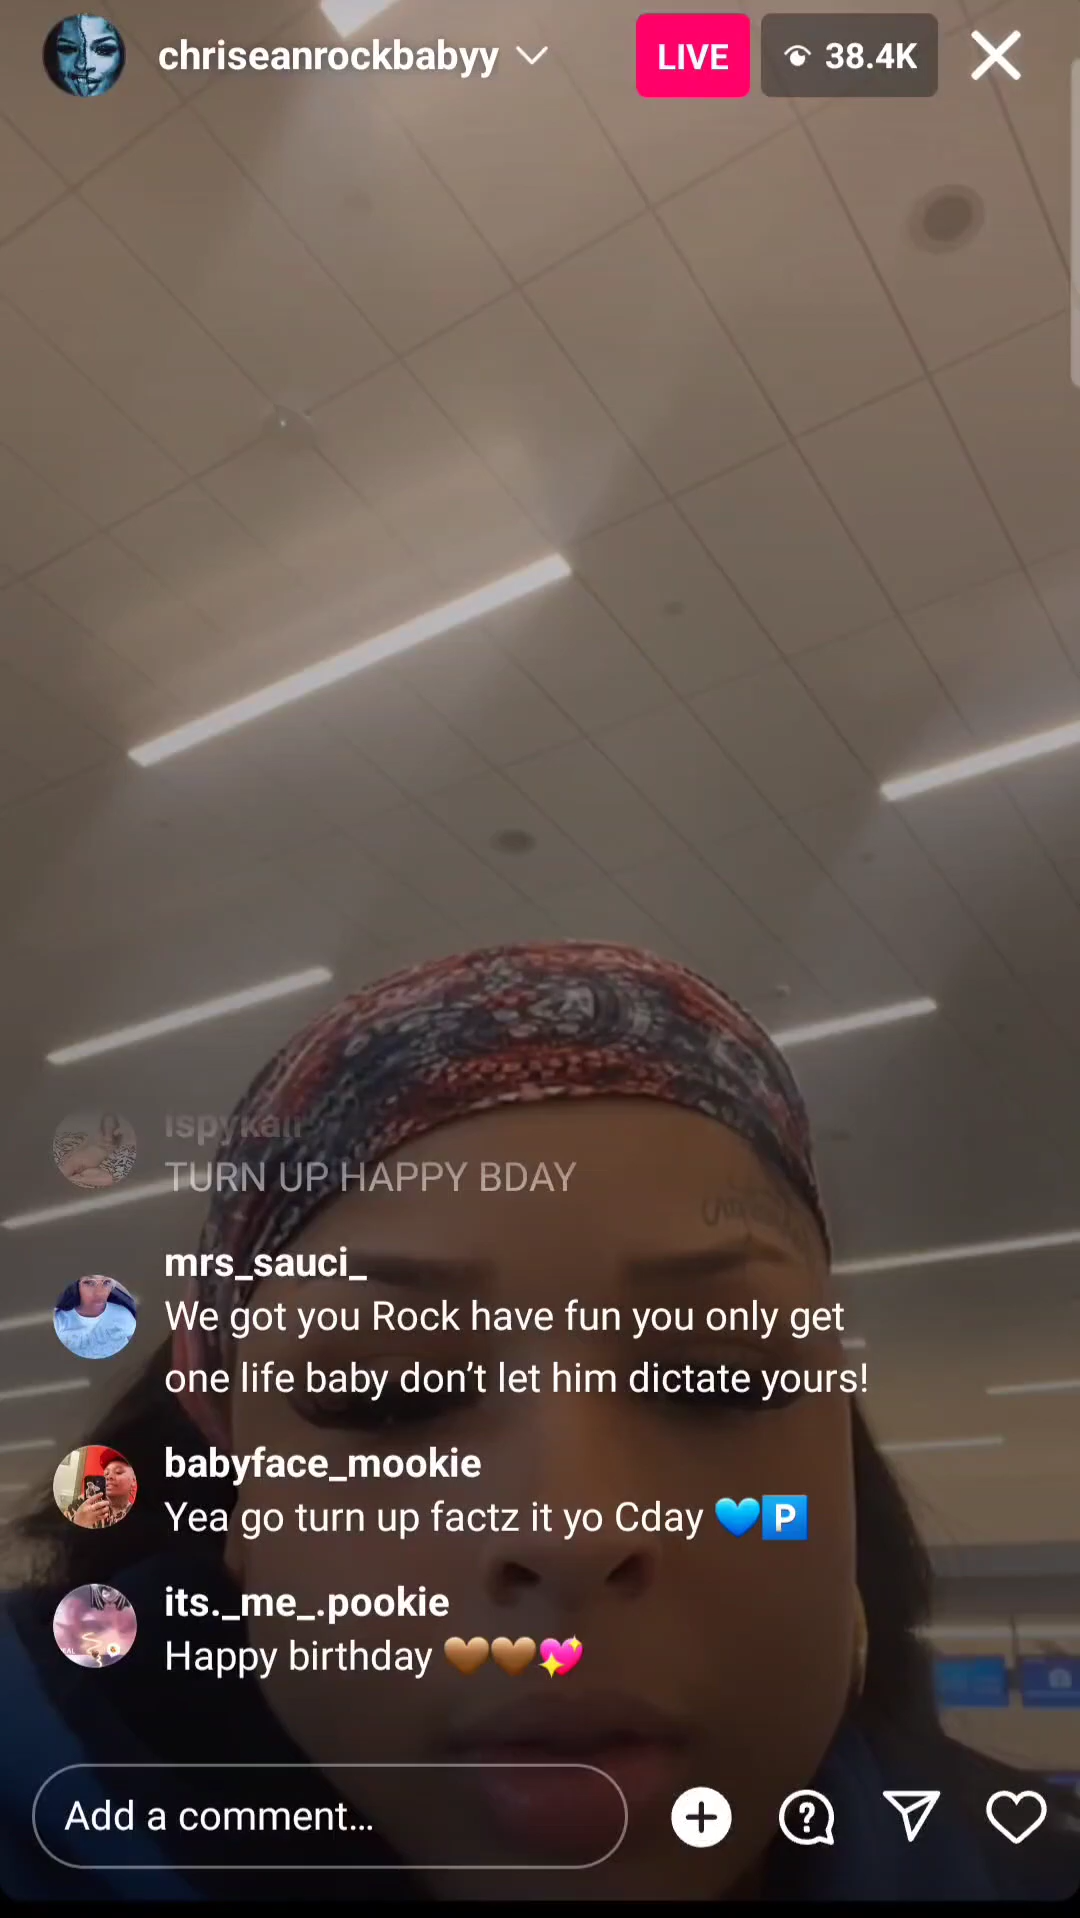 chriseanrockbabyy
LIVE
38.4K
ispykali
TURN UP HAPPY BDAY
mrs_sauci_
We got you Rock have fun you only get
one life baby don’t let him dictate yours!
babyface_mookie
Yea go turn up factz it yo Cday 💙🅿️
its._me_.pookie
Happy birthday 🤎🤎💖
Add a comment...